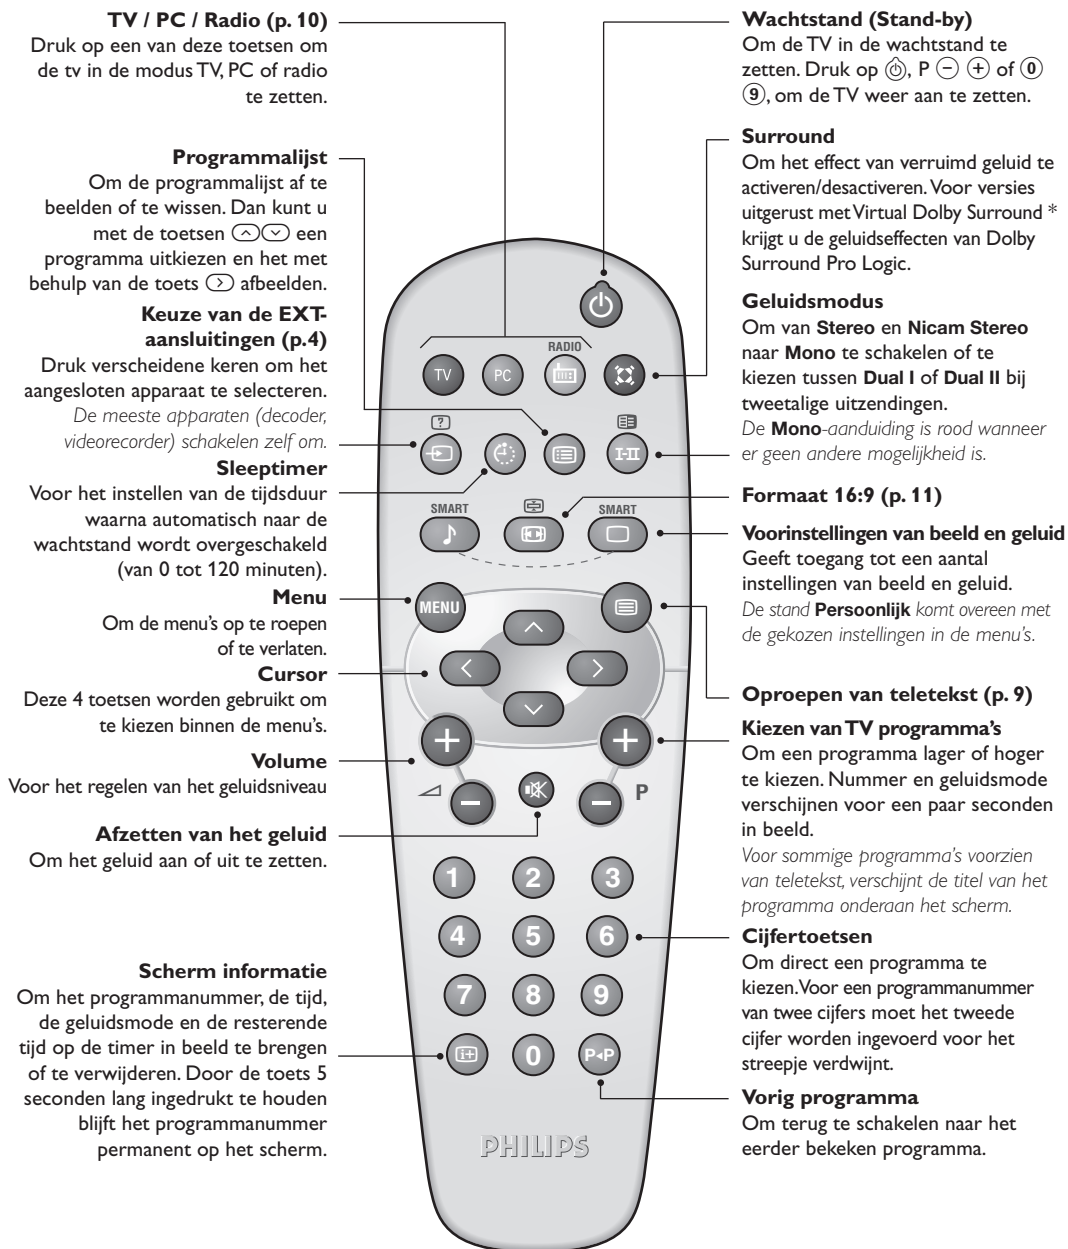 TV / PC / Radio (p. 10)
Druk op een van deze toetsen om
de tv in de modus TV, PC of radio
te zetten.
Programmalijst
Om de programmalijst af te
beelden of te wissen. Dan kunt u
met de toetsen een
programma uitkiezen en het met
behulp van de toets afbeelden.
Keuze van de EXT-
aansluitingen (p.4)
Druk verscheidene keren om het
aangesloten apparaat te selecteren.
De meeste apparaten (decoder,
videorecorder) schakelen zelf om.
Sleeptimer
Voor het instellen van de tijdsduur
waarna automatisch naar de
wachtstand wordt overgeschakeld
(van 0 tot 120 minuten).
Menu
Om de menu's op te roepen
of te verlaten.
Cursor
Deze 4 toetsen worden gebruikt om
te kiezen binnen de menu's.
Volume
Voor het regelen van het geluidsniveau
Afzetten van het geluid
Om het geluid aan of uit te zetten.
Scherm informatie
Om het programmanummer, de tijd,
de geluidsmode en de resterende
tijd op de timer in beeld te brengen
of te verwijderen. Door de toets 5
seconden lang ingedrukt te houden
blijft het programmanummer
permanent op het scherm.
RADIO
TV PC
? I-II
SMART SMART
MENU
+ +
- - P
1 2 3
4 5 6
7 8 9
i+ 0 P◂P
PHILIPS
Wachtstand (Stand-by)
Om de TV in de wachtstand te
zetten. Druk op ⏻, P - + of 0
9, om de TV weer aan te zetten.
Surround
Om het effect van verruimd geluid te
activeren/desactiveren. Voor versies
uitgerust met Virtual Dolby Surround *
krijgt u de geluidseffecten van Dolby
Surround Pro Logic.
Geluidsmodus
Om van Stereo en Nicam Stereo
naar Mono te schakelen of te
kiezen tussen Dual I of Dual II bij
tweetalige uitzendingen.
De Mono-aanduiding is rood wanneer
er geen andere mogelijkheid is.
Formaat 16:9 (p. 11)
Voorinstellingen van beeld en geluid
Geeft toegang tot een aantal
instellingen van beeld en geluid.
De stand Persoonlijk komt overeen met
de gekozen instellingen in de menu's.
Oproepen van teletekst (p. 9)
Kiezen van TV programma's
Om een programma lager of hoger
te kiezen. Nummer en geluidsmode
verschijnen voor een paar seconden
in beeld.
Voor sommige programma's voorzien
van teletekst, verschijnt de titel van het
programma onderaan het scherm.
Cijfertoetsen
Om direct een programma te
kiezen. Voor een programmanummer
van twee cijfers moet het tweede
cijfer worden ingevoerd voor het
streepje verdwijnt.
Vorig programma
Om terug te schakelen naar het
eerder bekeken programma.